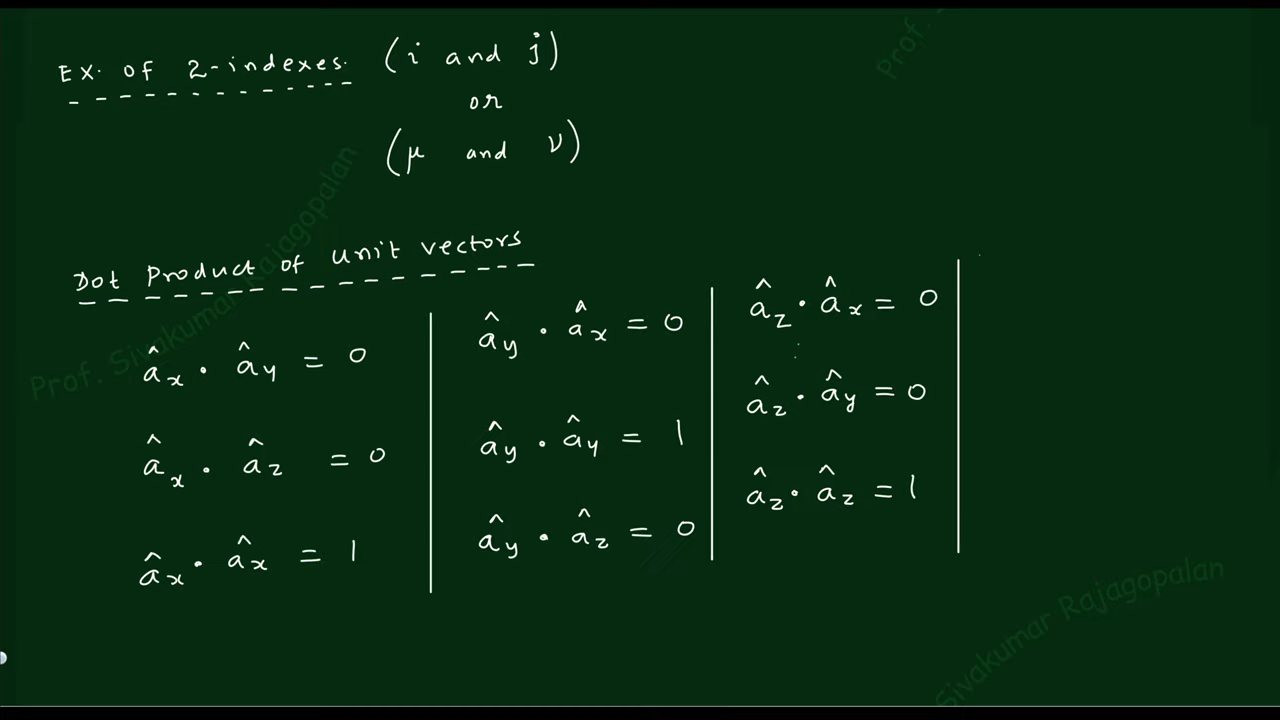 Ex. of 2-indexes. (i and j)
or
(μ and ν)
Dot Product of unit vectors
âx · ây = 0
âx · âz = 0
âx · âx = 1
ây · âx = 0
ây · ây = 1
ây · âz = 0
âz · âx = 0
âz · ây = 0
âz · âz = 1
Prof. Sivakumar Rajagopalan
Prof.
Sivakumar Rajagopalan